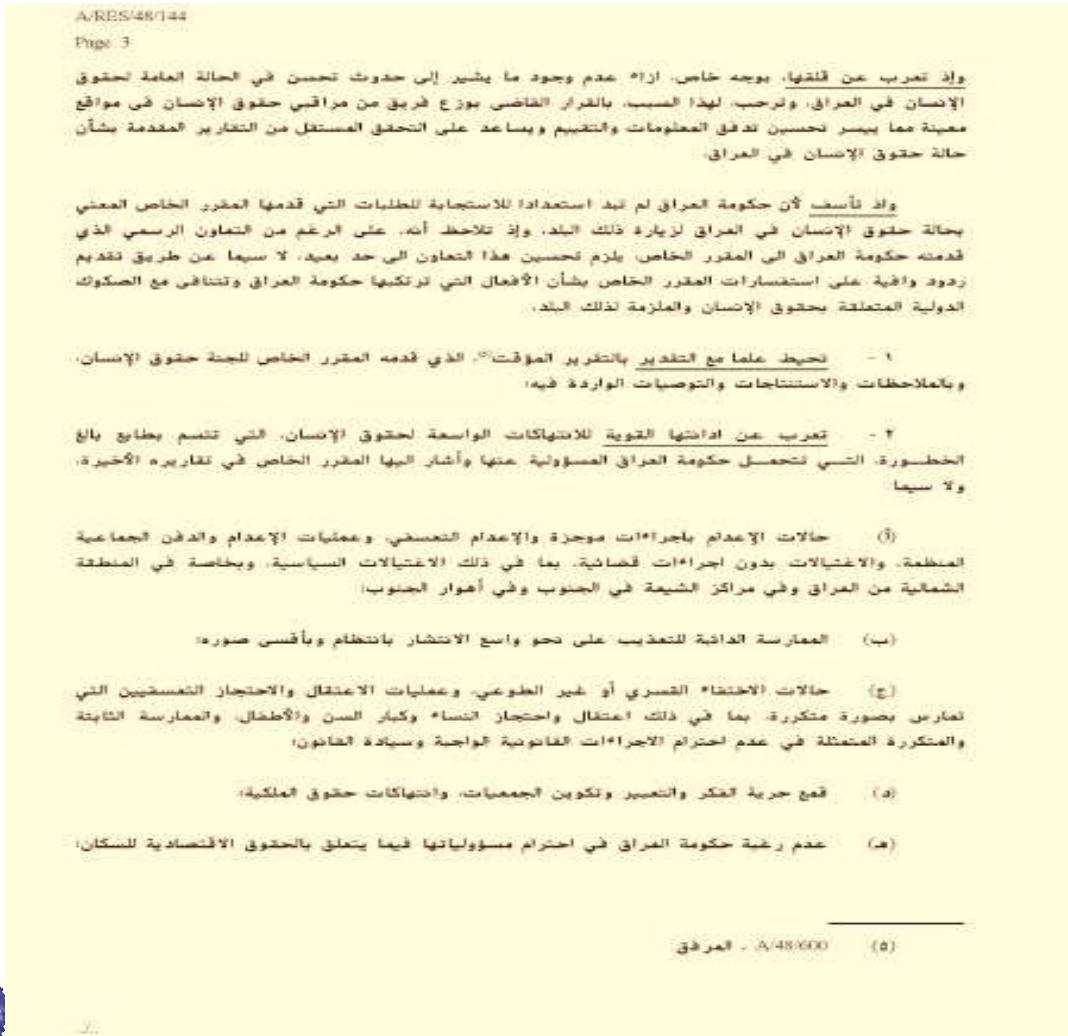 A/RES/48/144
Page 3
وإذ تعرب عن قلقها، بوجه خاص، ازاء عدم وجود ما يشير إلى حدوث تحسن في الحالة العامة لحقوق
الإنسان في العراق، وترحب، لهذا السبب، بالقرار القاضي بوزع فريق من مراقبي حقوق الإنسان في مواقع
معينة مما ييسر تحسين تدفق المعلومات والتقييم ويساعد على التحقق المستقل من التقارير المقدمة بشأن
حالة حقوق الإنسان في العراق،
وإذ تأسف لأن حكومة العراق لم تبد استعدادا للاستجابة للطلبات التي قدمها المقرر الخاص المعني
بحالة حقوق الإنسان في العراق لزيارة ذلك البلد، وإذ تلاحظ أنه، على الرغم من التعاون الرسمي الذي
قدمته حكومة العراق الى المقرر الخاص، يلزم تحسين هذا التعاون الى حد بعيد، لا سيما عن طريق تقديم
ردود وافية على استفسارات المقرر الخاص بشأن الأفعال التي ترتكبها حكومة العراق وتتنافى مع الصكوك
الدولية المتعلقة بحقوق الإنسان والملزمة لذلك البلد،
١ - تحيط علما مع التقدير بالتقرير المؤقت(٥)، الذي قدمه المقرر الخاص للجنة حقوق الإنسان،
وبالملاحظات والاستنتاجات والتوصيات الواردة فيه؛
٢ - تعرب عن ادانتها القوية للانتهاكات الواسعة لحقوق الإنسان، التي تتسم بطابع بالغ
الخطــورة، التــي تتحمــل حكومة العراق المسؤولية عنها وأشار اليها المقرر الخاص في تقاريره الأخيرة،
ولا سيما:
(أ) حالات الإعدام باجراءات موجزة والإعدام التعسفي، وعمليات الإعدام والدفن الجماعية
المنظمة، والاغتيالات بدون اجراءات قضائية، بما في ذلك الاغتيالات السياسية، وبخاصة في المنطقة
الشمالية من العراق وفي مراكز الشيعة في الجنوب وفي أهوار الجنوب؛
(ب) الممارسة الدائبة للتعذيب على نحو واسع الانتشار بانتظام وبأقسى صوره؛
(ج) حالات الاختفاء القسري أو غير الطوعي، وعمليات الاعتقال والاحتجاز التعسفيين التي
تمارس بصورة متكررة، بما في ذلك اعتقال واحتجاز النساء وكبار السن والأطفال، والممارسة الثابتة
والمتكررة المتمثلة في عدم احترام الاجراءات القانونية الواجبة وسيادة القانون؛
(د) قمع حرية الفكر والتعبير وتكوين الجمعيات، وانتهاكات حقوق الملكية؛
(هـ) عدم رغبة حكومة العراق في احترام مسؤولياتها فيما يتعلق بالحقوق الاقتصادية للسكان؛
(٥) A/48/600 ، المرفق
/..